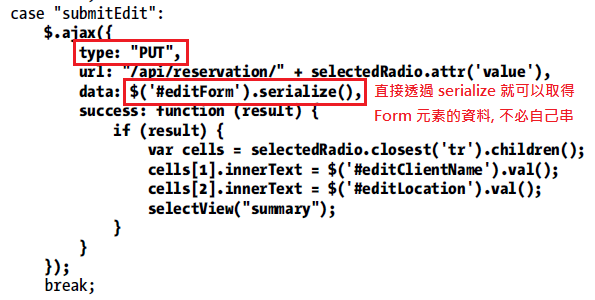 case "submitEdit":
$.ajax({
type: "PUT",
url: "/api/reservation/" + selectedRadio.attr('value'),
data: $('#editForm').serialize(), 直接透過 serialize 就可以取得
success: function (result) { Form 元素的資料, 不必自己串
if (result) {
var cells = selectedRadio.closest('tr').children();
cells[1].innerText = $('#editClientName').val();
cells[2].innerText = $('#editLocation').val();
selectView("summary");
}
}
});
break;